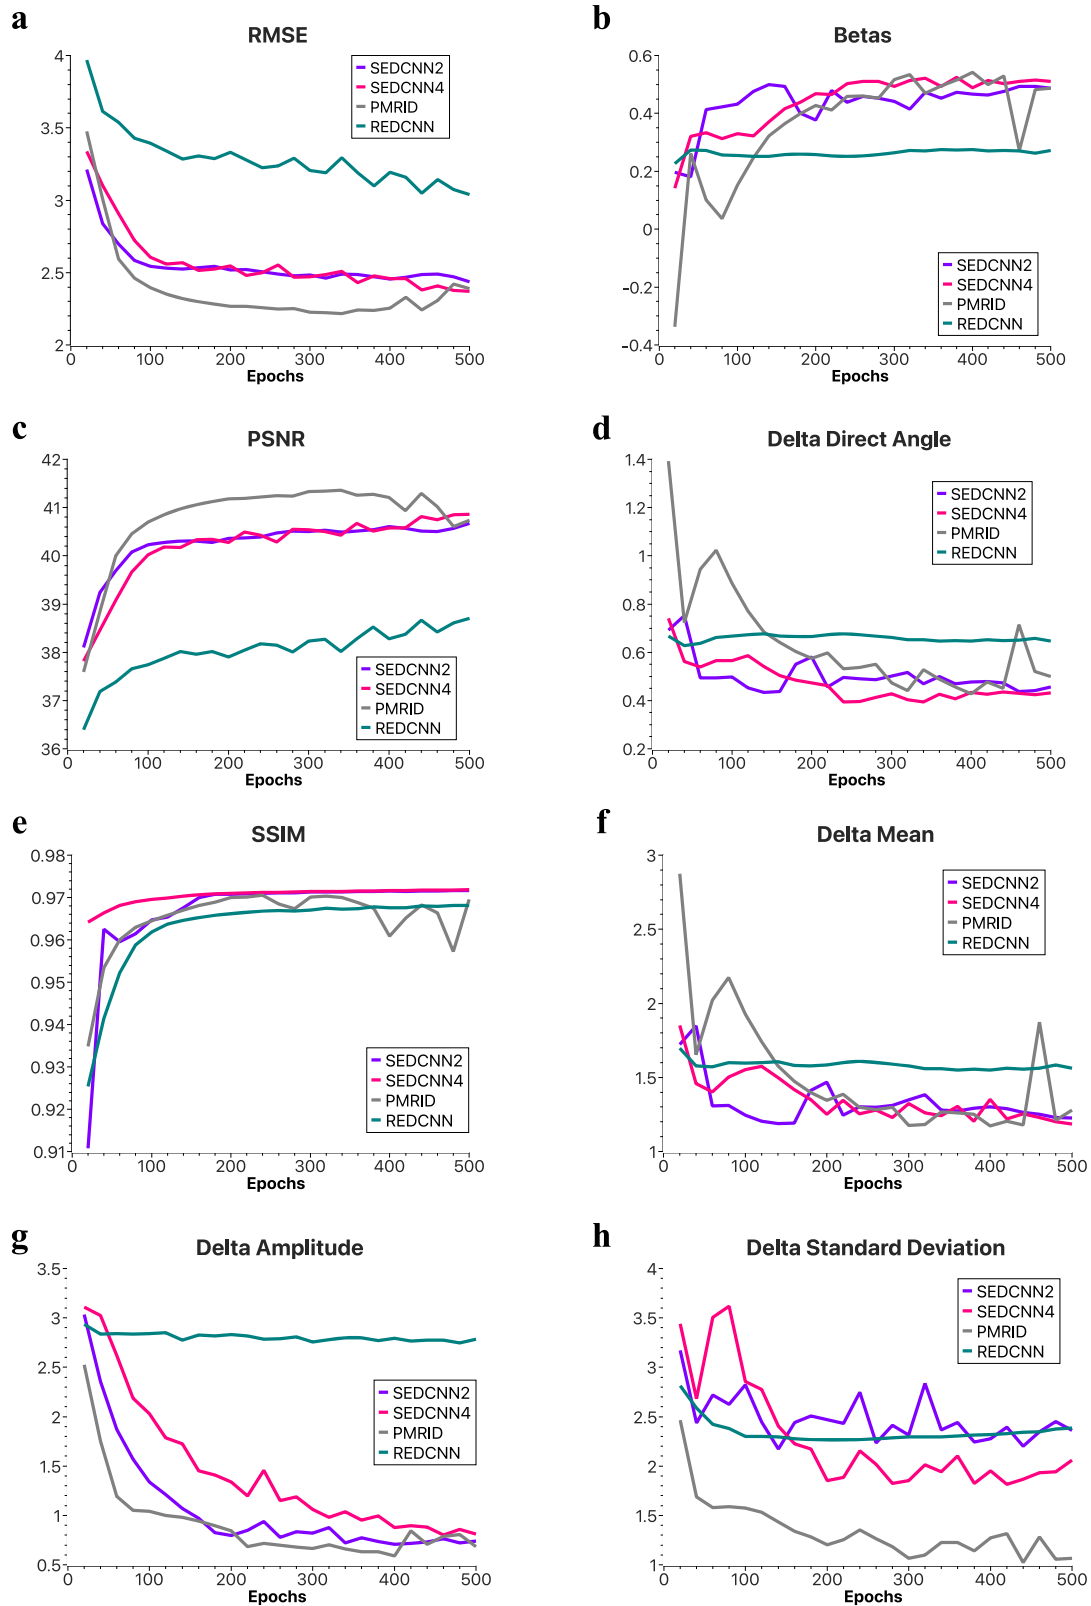 a
RMSE
4
3.5
3
2.5
2
SEDCNN2
SEDCNN4
PMRID
REDCNN
0 100 200 300 400 500
Epochs
b
Betas
0.6
0.4
0.2
0
-0.2
-0.4
SEDCNN2
SEDCNN4
PMRID
REDCNN
0 100 200 300 400 500
Epochs
c
PSNR
42
41
40
39
38
37
36
SEDCNN2
SEDCNN4
PMRID
REDCNN
0 100 200 300 400 500
Epochs
d
Delta Direct Angle
1.4
1.2
1
0.8
0.6
0.4
0.2
SEDCNN2
SEDCNN4
PMRID
REDCNN
0 100 200 300 400 500
Epochs
e
SSIM
0.98
0.97
0.96
0.95
0.94
0.93
0.92
0.91
SEDCNN2
SEDCNN4
PMRID
REDCNN
0 100 200 300 400 500
Epochs
f
Delta Mean
3
2.5
2
1.5
1
SEDCNN2
SEDCNN4
PMRID
REDCNN
0 100 200 300 400 500
Epochs
g
Delta Amplitude
3.5
3
2.5
2
1.5
1
0.5
SEDCNN2
SEDCNN4
PMRID
REDCNN
0 100 200 300 400 500
Epochs
h
Delta Standard Deviation
4
3.5
3
2.5
2
1.5
1
SEDCNN2
SEDCNN4
PMRID
REDCNN
0 100 200 300 400 500
Epochs